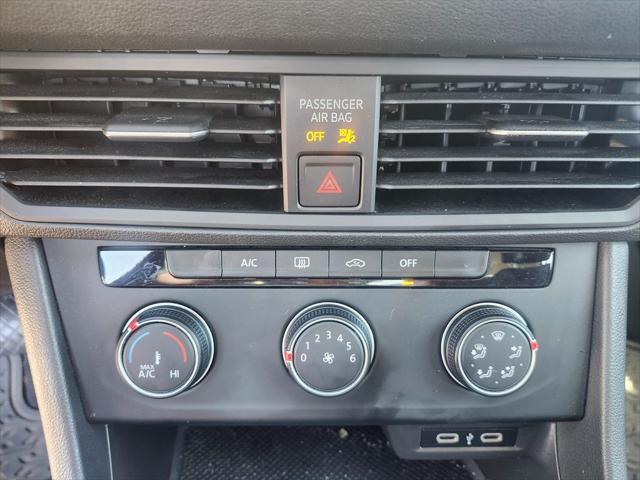 PASSENGER
AIR BAG
OFF
A/C
OFF
MAX
A/C
HI
0 1 2 3 4 5 6